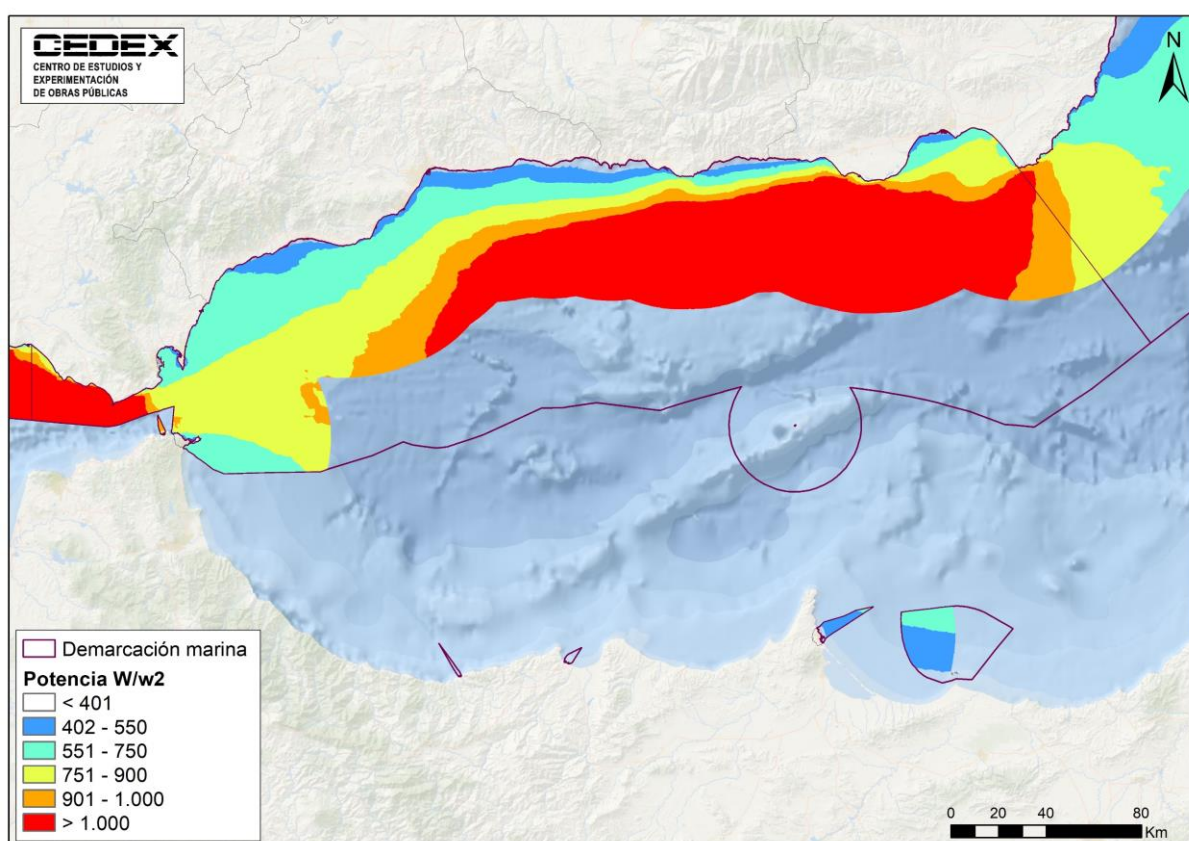 CEDEX
CENTRO DE ESTUDIOS Y
EXPERIMENTACIÓN
DE OBRAS PÚBLICAS
N
Demarcación marina
Potencia W/w2
< 401
402 - 550
551 - 750
751 - 900
901 - 1.000
> 1.000
0 20 40 80
Km